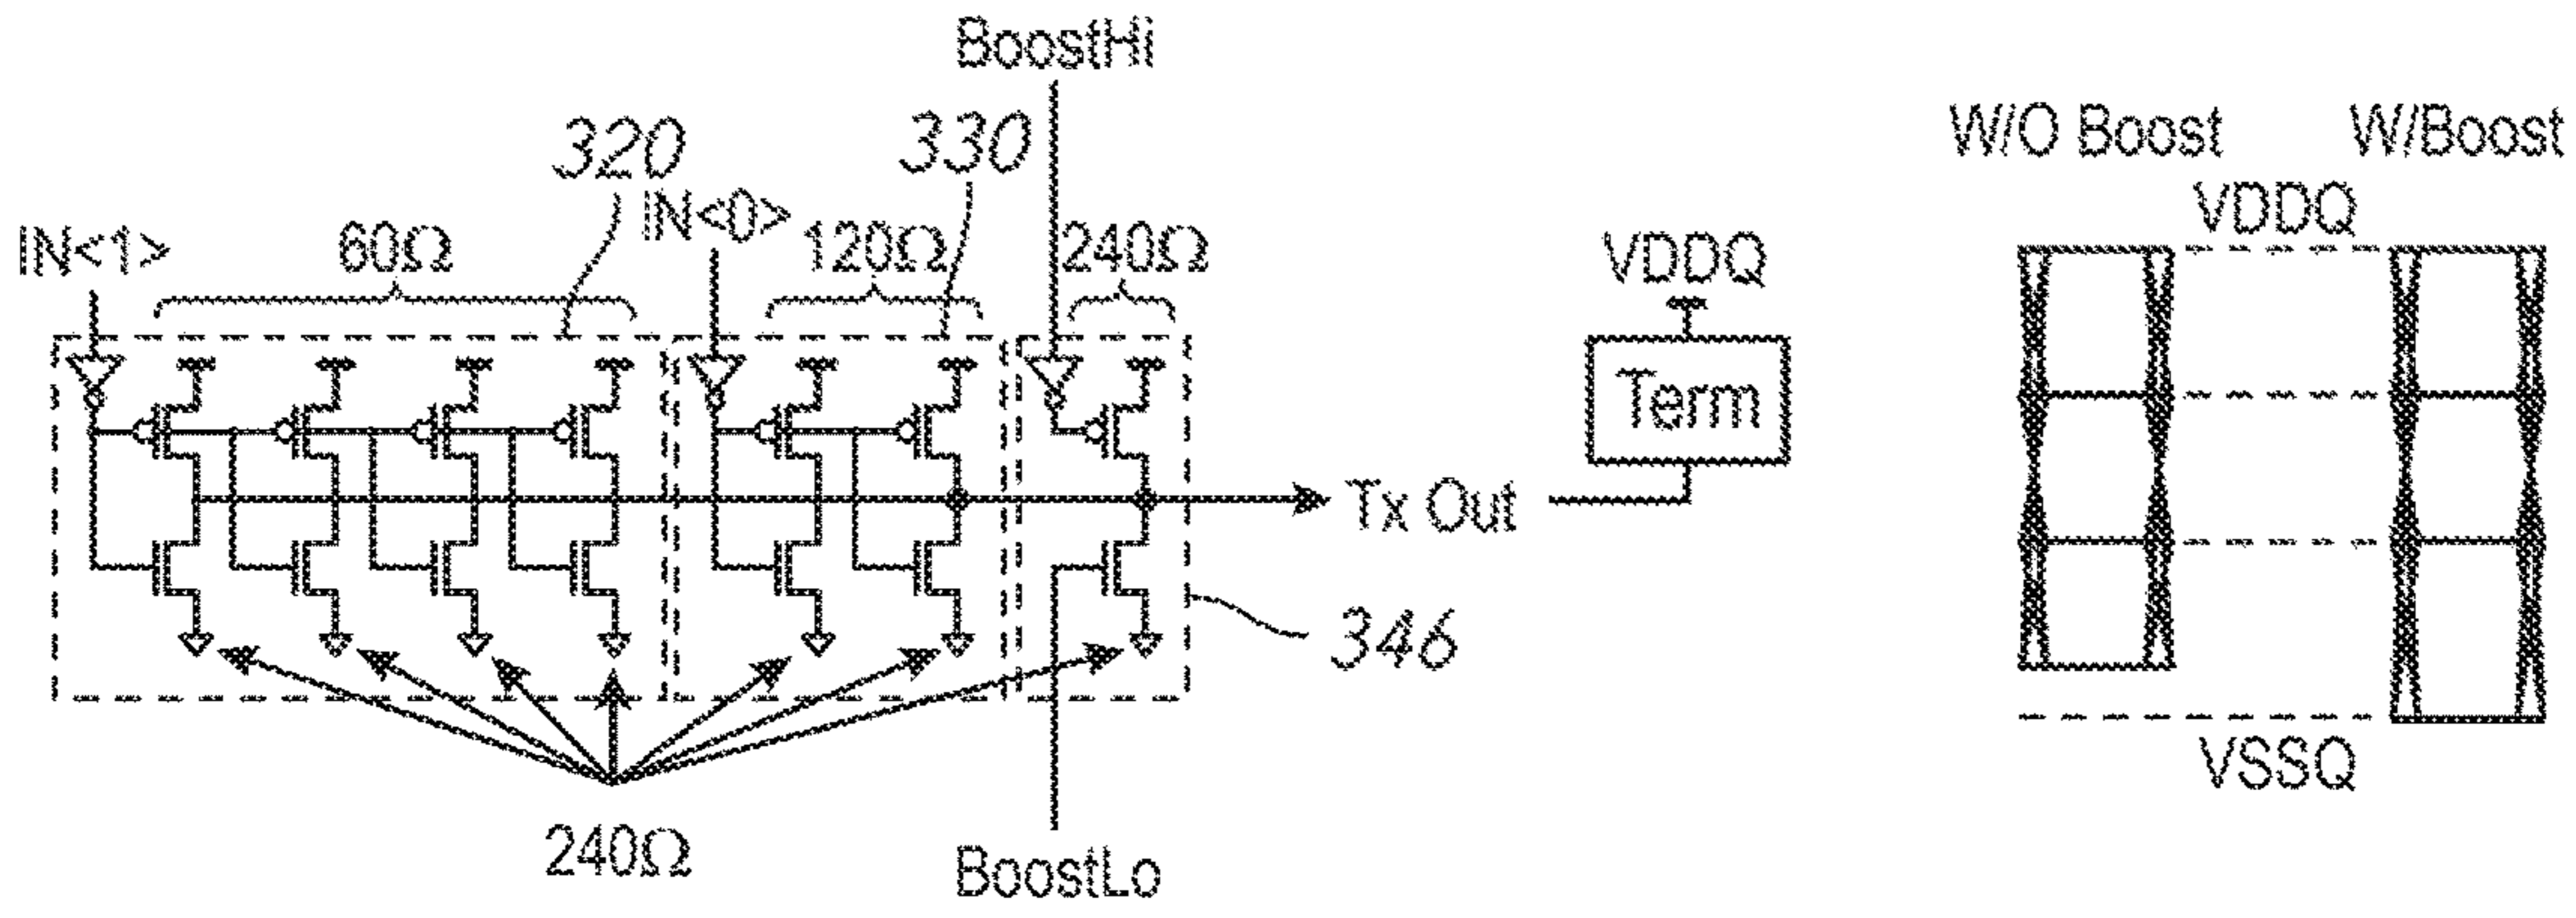 BoostHi
W/O Boost
W/Boost
320
330
VDDQ
IN<1>
60Ω
IN<0>
120Ω
240Ω
VDDQ
Term
Tx Out
346
VSSQ
240Ω
BoostLo